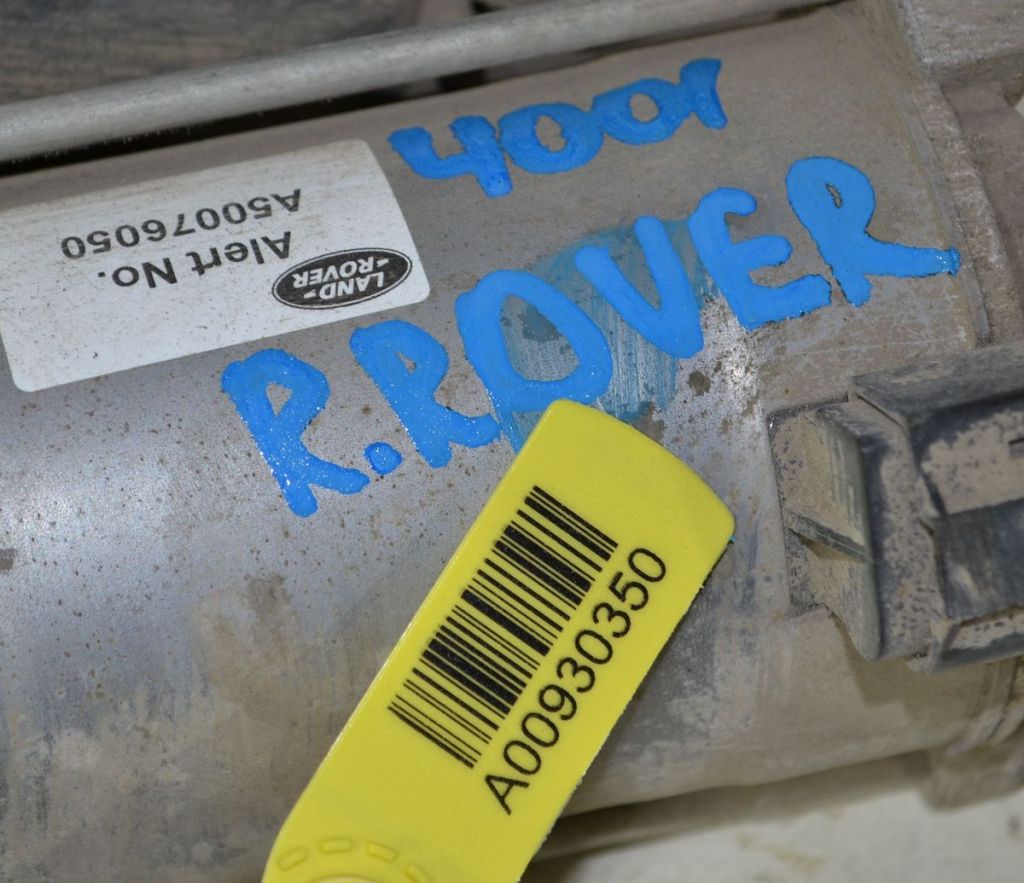 400r
R.ROVER
LAND-
-ROVER
Alert No.
A50076050
A00930350